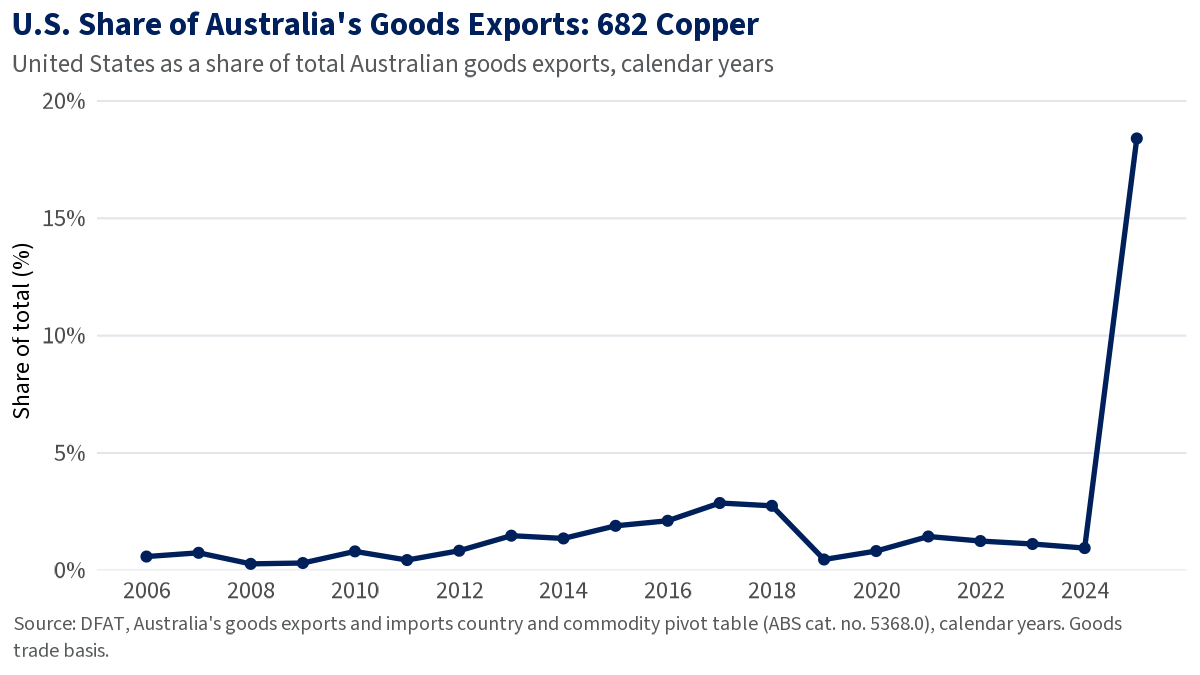 U.S. Share of Australia's Goods Exports: 682 Copper
United States as a share of total Australian goods exports, calendar years
Share of total (%)
20%
15%
10%
5%
0%
2006 2008 2010 2012 2014 2016 2018 2020 2022 2024
Source: DFAT, Australia's goods exports and imports country and commodity pivot table (ABS cat. no. 5368.0), calendar years. Goods
trade basis.